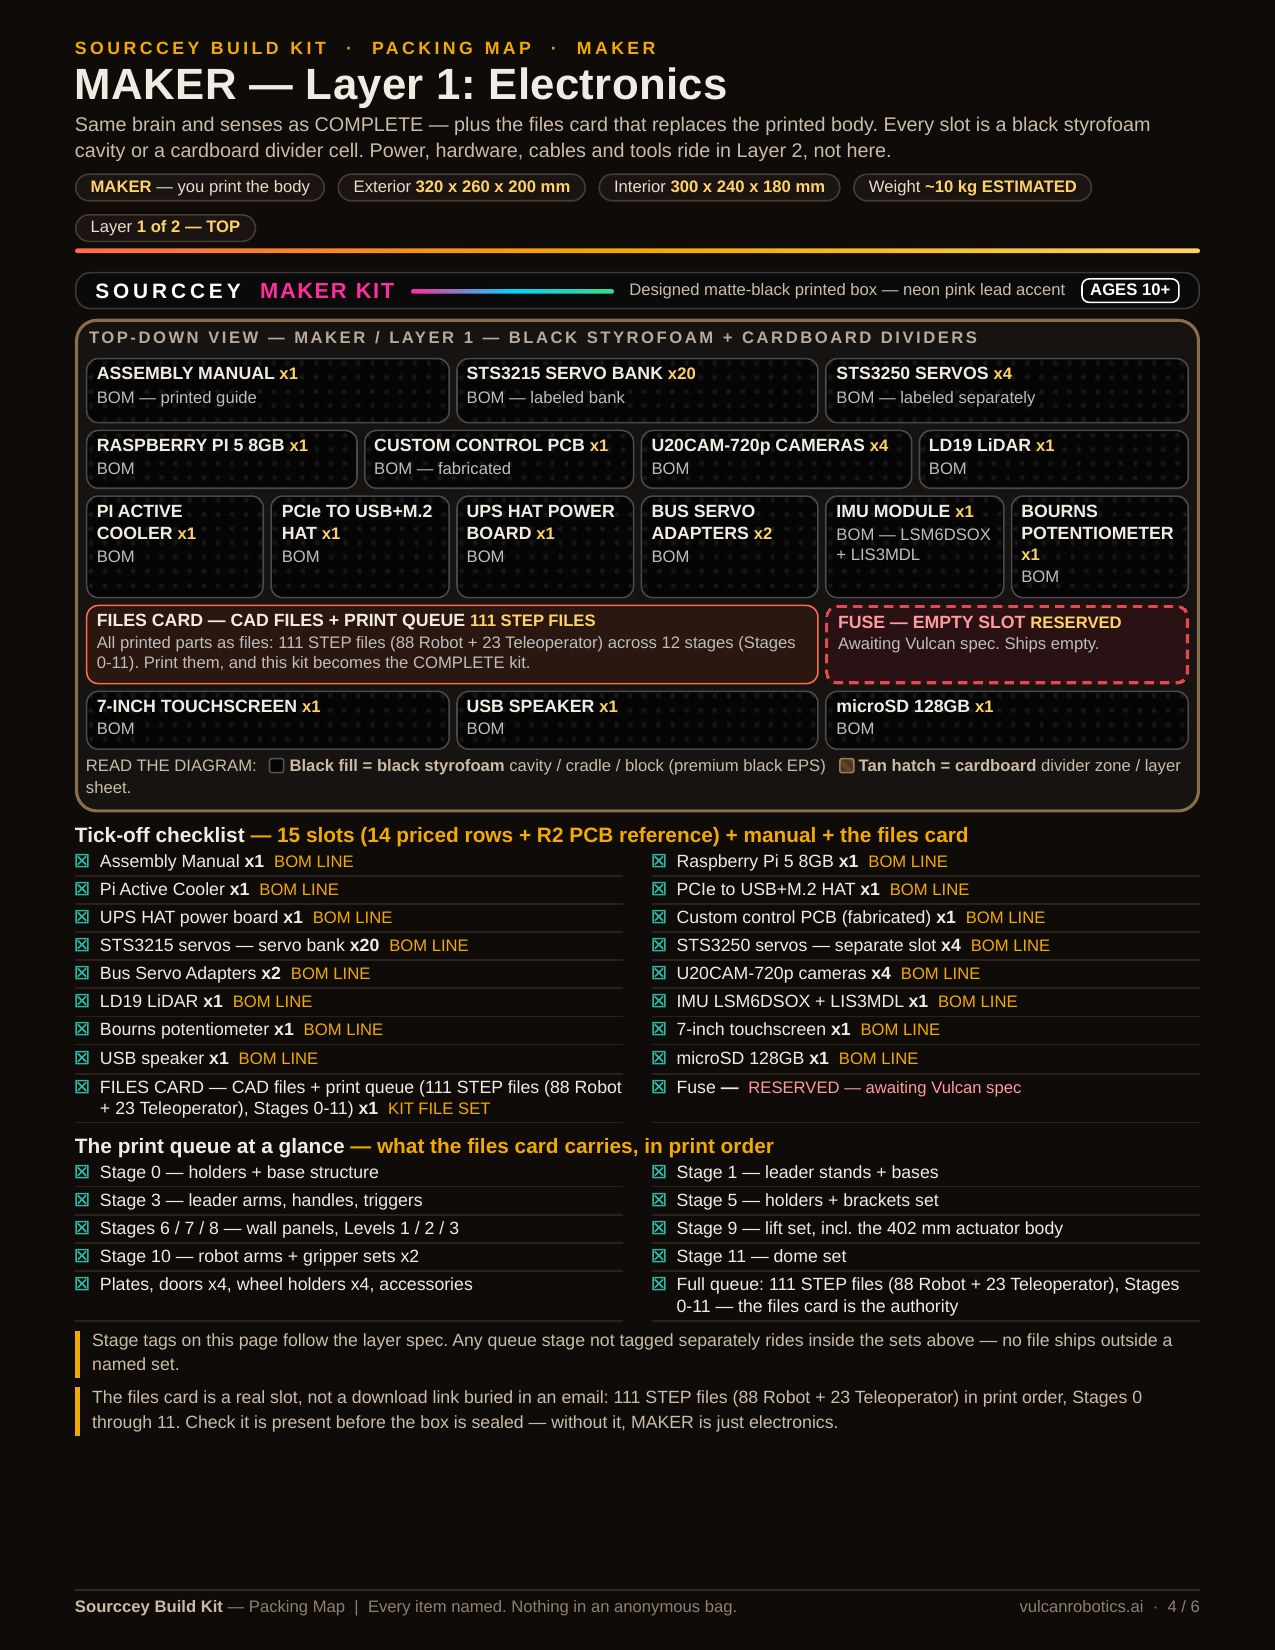 SOURCCEY BUILD KIT · PACKING MAP · MAKER
MAKER — Layer 1: Electronics
Same brain and senses as COMPLETE — plus the files card that replaces the printed body. Every slot is a black styrofoam
cavity or a cardboard divider cell. Power, hardware, cables and tools ride in Layer 2, not here.
MAKER — you print the body
Exterior 320 x 260 x 200 mm
Interior 300 x 240 x 180 mm
Weight ~10 kg ESTIMATED
Layer 1 of 2 — TOP
SOURCCEY MAKER KIT
Designed matte-black printed box — neon pink lead accent
AGES 10+
TOP-DOWN VIEW — MAKER / LAYER 1 — BLACK STYROFOAM + CARDBOARD DIVIDERS
ASSEMBLY MANUAL x1
BOM — printed guide
STS3215 SERVO BANK x20
BOM — labeled bank
STS3250 SERVOS x4
BOM — labeled separately
RASPBERRY PI 5 8GB x1
BOM
CUSTOM CONTROL PCB x1
BOM — fabricated
U20CAM-720p CAMERAS x4
BOM
LD19 LiDAR x1
BOM
PI ACTIVE
COOLER x1
BOM
PCIe TO USB+M.2
HAT x1
BOM
UPS HAT POWER
BOARD x1
BOM
BUS SERVO
ADAPTERS x2
BOM
IMU MODULE x1
BOM — LSM6DSOX
+ LIS3MDL
BOURNS
POTENTIOMETER
x1
BOM
FILES CARD — CAD FILES + PRINT QUEUE 111 STEP FILES
All printed parts as files: 111 STEP files (88 Robot + 23 Teleoperator) across 12 stages (Stages
0-11). Print them, and this kit becomes the COMPLETE kit.
FUSE — EMPTY SLOT RESERVED
Awaiting Vulcan spec. Ships empty.
7-INCH TOUCHSCREEN x1
BOM
USB SPEAKER x1
BOM
microSD 128GB x1
BOM
READ THE DIAGRAM: Black fill = black styrofoam cavity / cradle / block (premium black EPS) Tan hatch = cardboard divider zone / layer
sheet.
Tick-off checklist — 15 slots (14 priced rows + R2 PCB reference) + manual + the files card
☒ Assembly Manual x1 BOM LINE
☒ Raspberry Pi 5 8GB x1 BOM LINE
☒ Pi Active Cooler x1 BOM LINE
☒ PCIe to USB+M.2 HAT x1 BOM LINE
☒ UPS HAT power board x1 BOM LINE
☒ Custom control PCB (fabricated) x1 BOM LINE
☒ STS3215 servos — servo bank x20 BOM LINE
☒ STS3250 servos — separate slot x4 BOM LINE
☒ Bus Servo Adapters x2 BOM LINE
☒ U20CAM-720p cameras x4 BOM LINE
☒ LD19 LiDAR x1 BOM LINE
☒ IMU LSM6DSOX + LIS3MDL x1 BOM LINE
☒ Bourns potentiometer x1 BOM LINE
☒ 7-inch touchscreen x1 BOM LINE
☒ USB speaker x1 BOM LINE
☒ microSD 128GB x1 BOM LINE
☒ FILES CARD — CAD files + print queue (111 STEP files (88 Robot
+ 23 Teleoperator), Stages 0-11) x1 KIT FILE SET
☒ Fuse — RESERVED — awaiting Vulcan spec
The print queue at a glance — what the files card carries, in print order
☒ Stage 0 — holders + base structure
☒ Stage 1 — leader stands + bases
☒ Stage 3 — leader arms, handles, triggers
☒ Stage 5 — holders + brackets set
☒ Stages 6 / 7 / 8 — wall panels, Levels 1 / 2 / 3
☒ Stage 9 — lift set, incl. the 402 mm actuator body
☒ Stage 10 — robot arms + gripper sets x2
☒ Stage 11 — dome set
☒ Plates, doors x4, wheel holders x4, accessories
☒ Full queue: 111 STEP files (88 Robot + 23 Teleoperator), Stages
0-11 — the files card is the authority
Stage tags on this page follow the layer spec. Any queue stage not tagged separately rides inside the sets above — no file ships outside a
named set.
The files card is a real slot, not a download link buried in an email: 111 STEP files (88 Robot + 23 Teleoperator) in print order, Stages 0
through 11. Check it is present before the box is sealed — without it, MAKER is just electronics.
Sourccey Build Kit — Packing Map | Every item named. Nothing in an anonymous bag.
vulcanrobotics.ai · 4 / 6